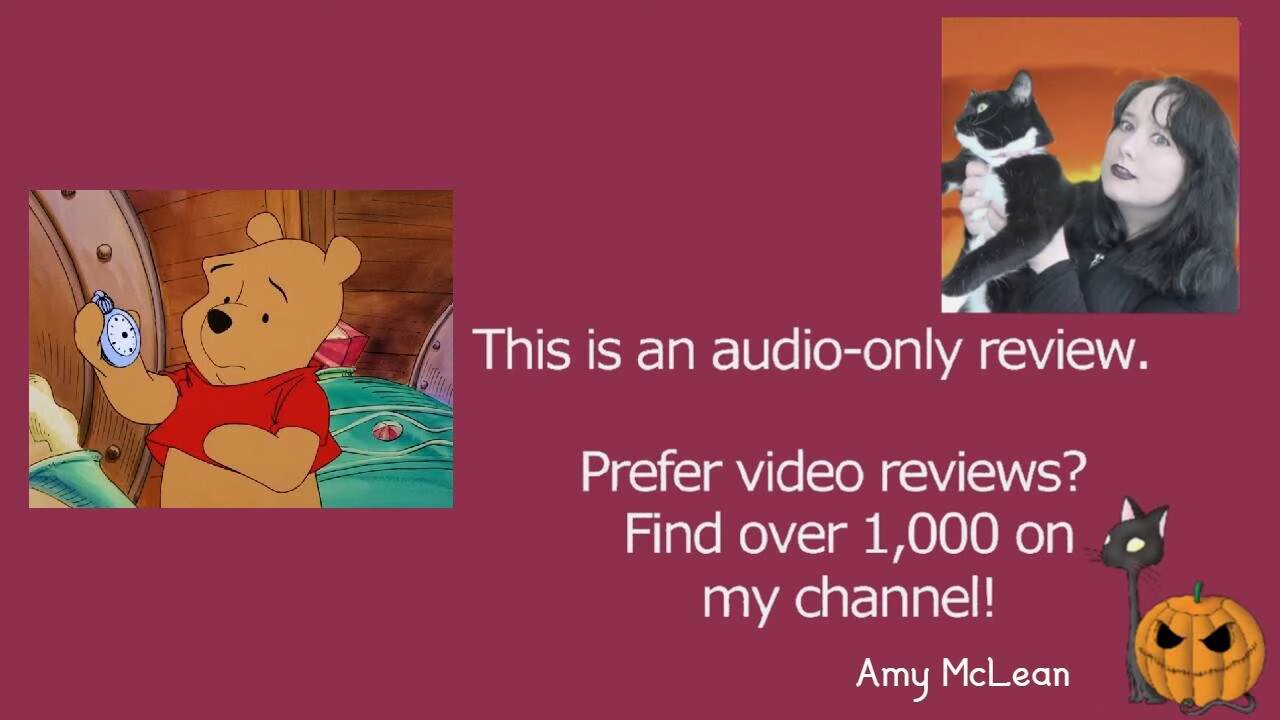 This is an audio-only review.
Prefer video reviews?
Find over 1,000 on
my channel!
Amy McLean